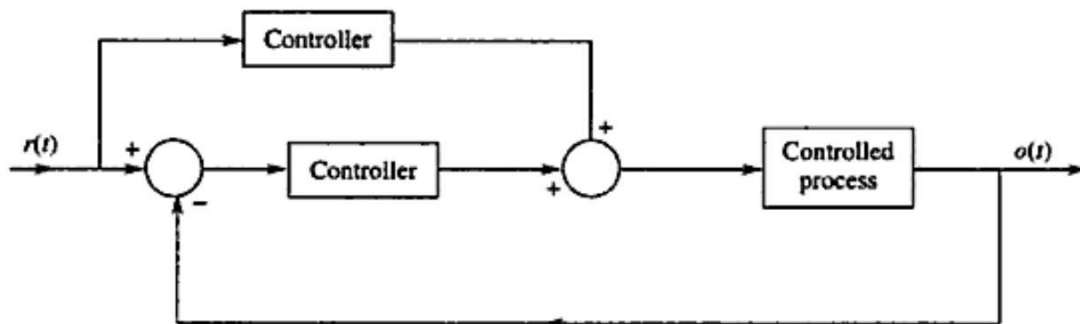 Controller
r(t)
+
+
Controller
+
+
−
Controlled
process
o(t)